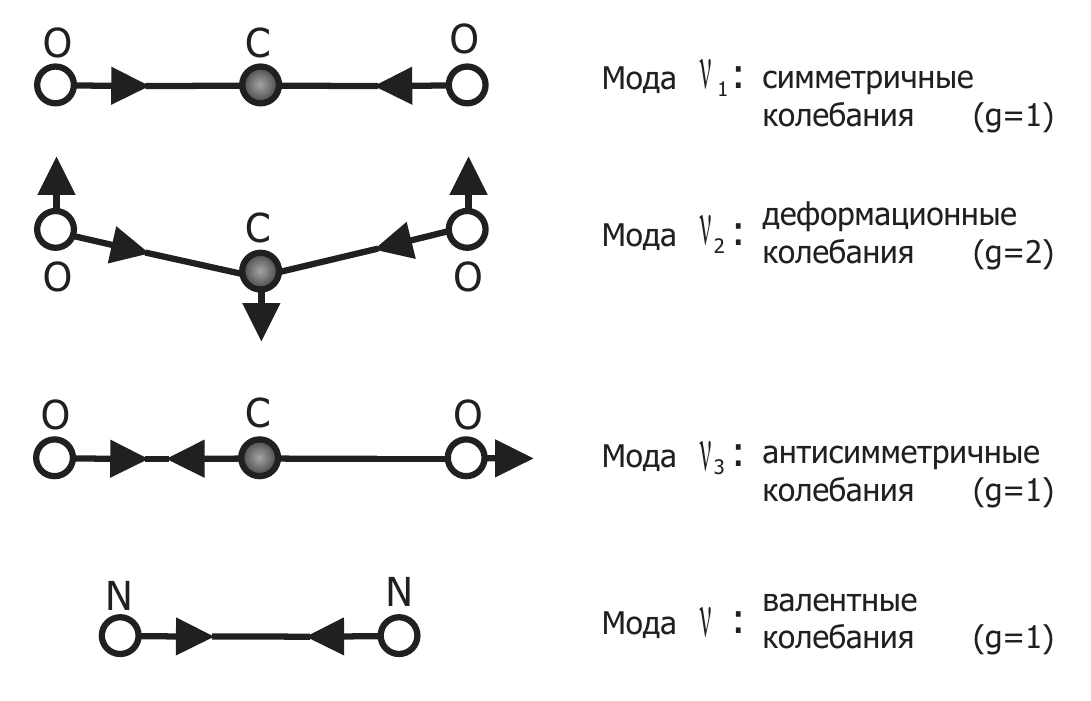 O C O
Мода ν₁: симметричные
колебания (g=1)
C
O O
Мода ν₂: деформационные
колебания (g=2)
O C O
Мода ν₃: антисимметричные
колебания (g=1)
N N
Мода ν : валентные
колебания (g=1)